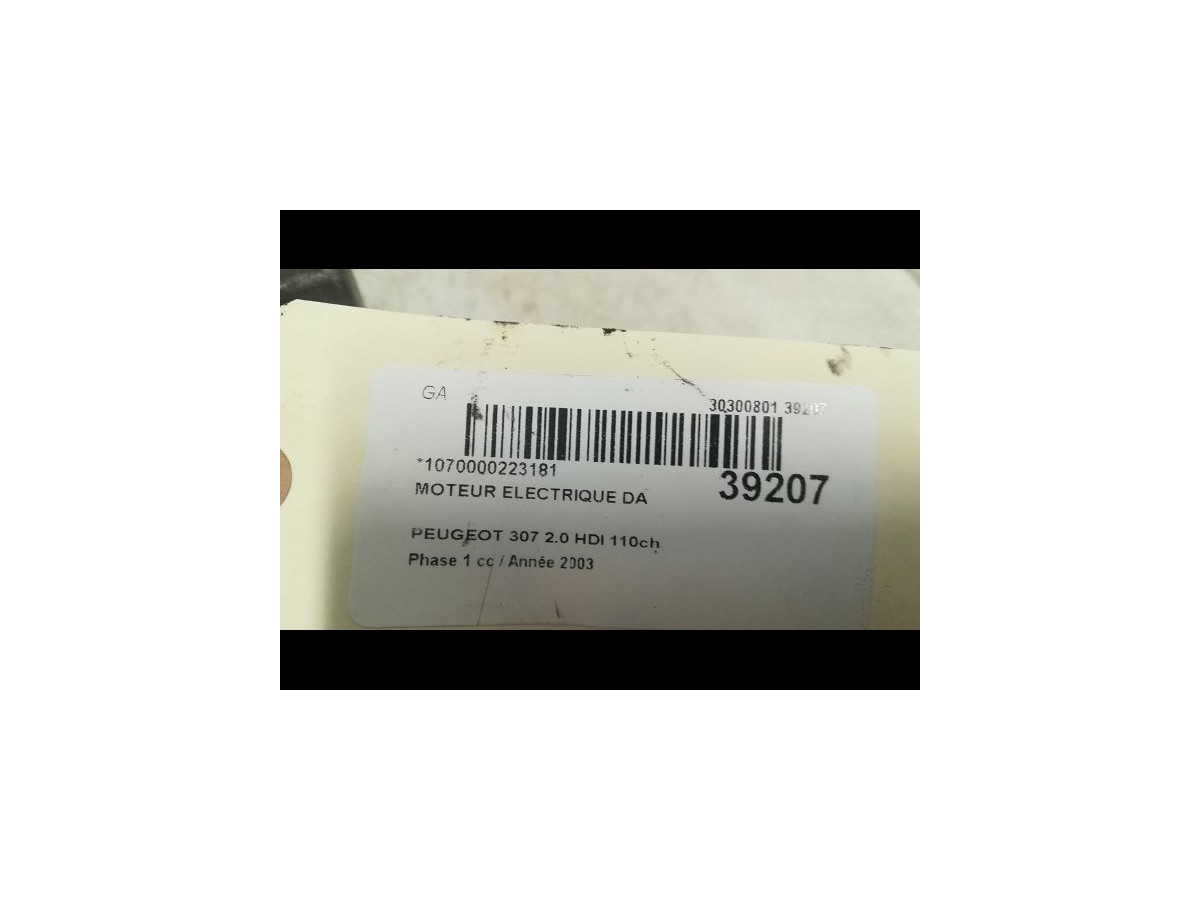 GA
30300801 39207
*1070000223181
39207
MOTEUR ELECTRIQUE DA
PEUGEOT 307 2.0 HDI 110ch
Phase 1 cc / Année 2003